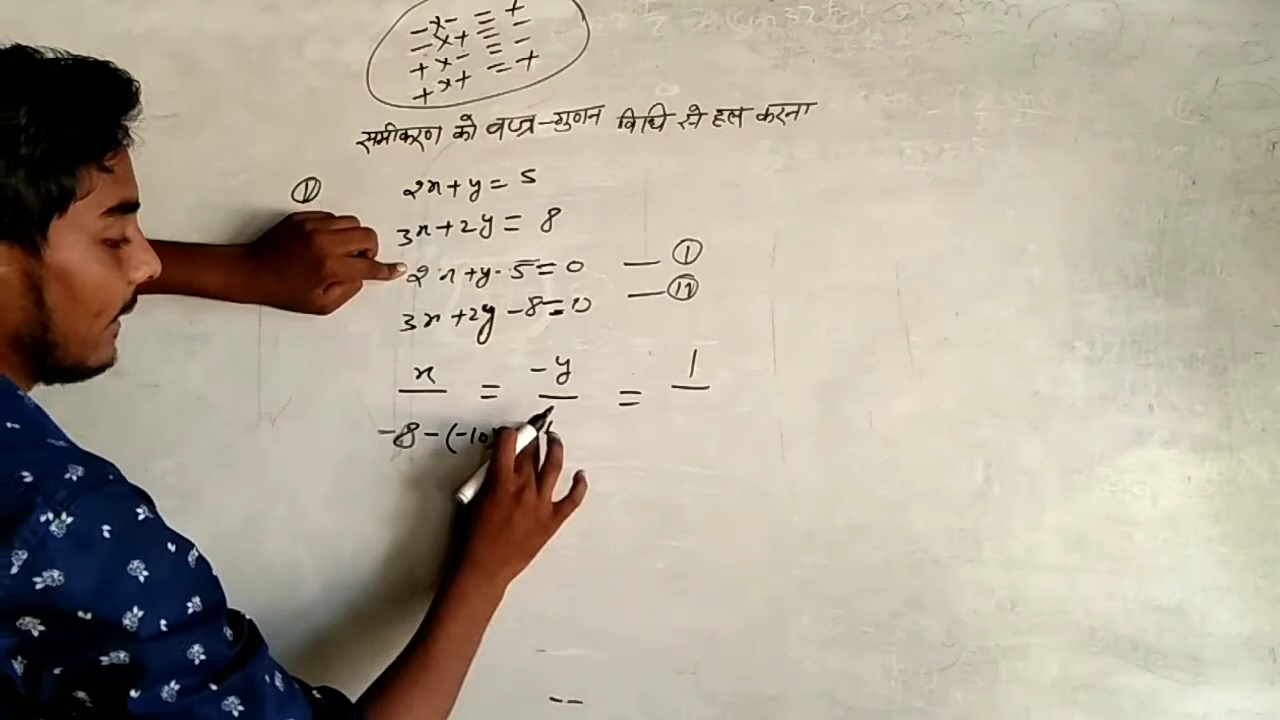 - x - = +
- x + = -
+ x - = -
+ x + = +
समीकरण को वज्र-गुणन विधि से हल करना
①
2x+y= 5
3x+2y= 8
2x+y-5=0 — ①
3x+2y-8=0 — ⑪
x = -y = 1
-8-(-10)